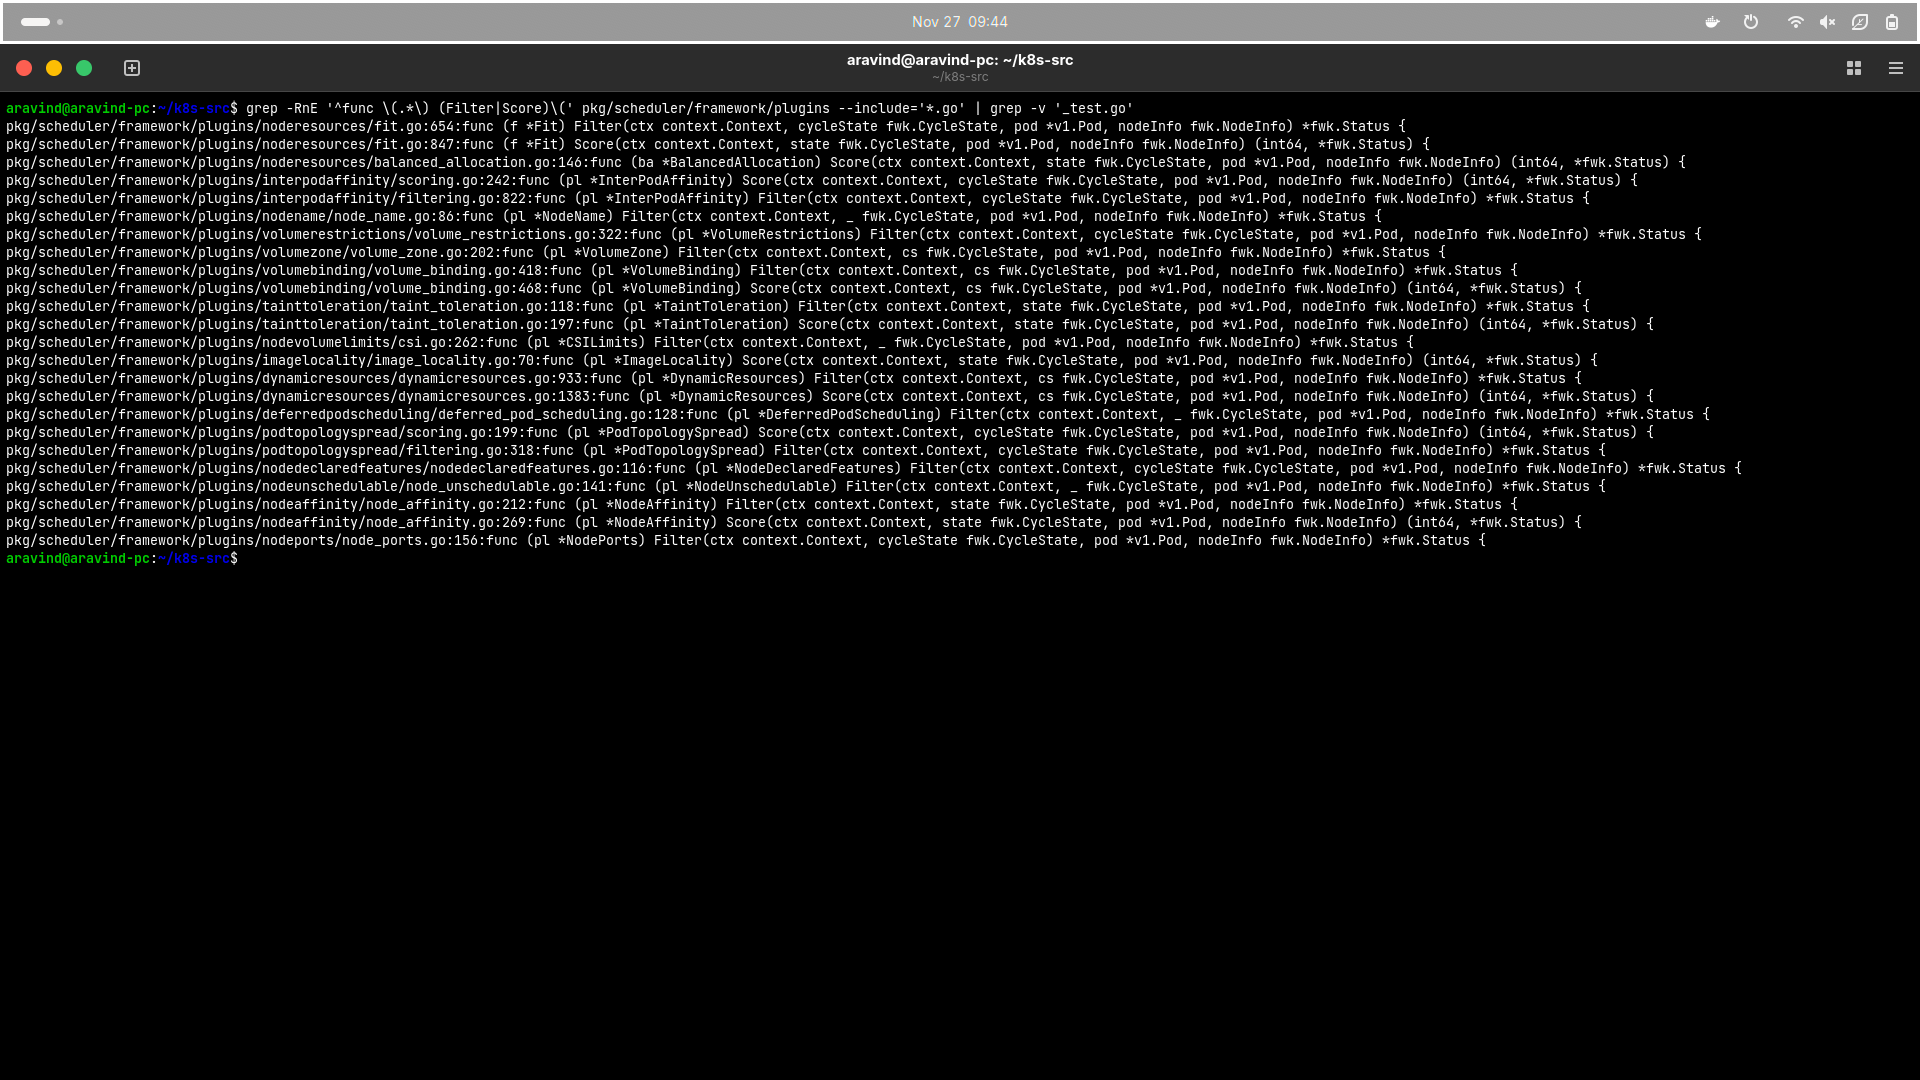 Nov 27 09:44
aravind@aravind-pc: ~/k8s-src
~/k8s-src
aravind@aravind-pc:~/k8s-src$ grep -RnE '^func \(.*\) (Filter|Score)\(' pkg/scheduler/framework/plugins --include='*.go' | grep -v '_test.go'
pkg/scheduler/framework/plugins/noderesources/fit.go:654:func (f *Fit) Filter(ctx context.Context, cycleState fwk.CycleState, pod *v1.Pod, nodeInfo fwk.NodeInfo) *fwk.Status {
pkg/scheduler/framework/plugins/noderesources/fit.go:847:func (f *Fit) Score(ctx context.Context, state fwk.CycleState, pod *v1.Pod, nodeInfo fwk.NodeInfo) (int64, *fwk.Status) {
pkg/scheduler/framework/plugins/noderesources/balanced_allocation.go:146:func (ba *BalancedAllocation) Score(ctx context.Context, state fwk.CycleState, pod *v1.Pod, nodeInfo fwk.NodeInfo) (int64, *fwk.Status) {
pkg/scheduler/framework/plugins/interpodaffinity/scoring.go:242:func (pl *InterPodAffinity) Score(ctx context.Context, cycleState fwk.CycleState, pod *v1.Pod, nodeInfo fwk.NodeInfo) (int64, *fwk.Status) {
pkg/scheduler/framework/plugins/interpodaffinity/filtering.go:822:func (pl *InterPodAffinity) Filter(ctx context.Context, cycleState fwk.CycleState, pod *v1.Pod, nodeInfo fwk.NodeInfo) *fwk.Status {
pkg/scheduler/framework/plugins/nodename/node_name.go:86:func (pl *NodeName) Filter(ctx context.Context, _ fwk.CycleState, pod *v1.Pod, nodeInfo fwk.NodeInfo) *fwk.Status {
pkg/scheduler/framework/plugins/volumerestrictions/volume_restrictions.go:322:func (pl *VolumeRestrictions) Filter(ctx context.Context, cycleState fwk.CycleState, pod *v1.Pod, nodeInfo fwk.NodeInfo) *fwk.Status {
pkg/scheduler/framework/plugins/volumezone/volume_zone.go:202:func (pl *VolumeZone) Filter(ctx context.Context, cs fwk.CycleState, pod *v1.Pod, nodeInfo fwk.NodeInfo) *fwk.Status {
pkg/scheduler/framework/plugins/volumebinding/volume_binding.go:418:func (pl *VolumeBinding) Filter(ctx context.Context, cs fwk.CycleState, pod *v1.Pod, nodeInfo fwk.NodeInfo) *fwk.Status {
pkg/scheduler/framework/plugins/volumebinding/volume_binding.go:468:func (pl *VolumeBinding) Score(ctx context.Context, cs fwk.CycleState, pod *v1.Pod, nodeInfo fwk.NodeInfo) (int64, *fwk.Status) {
pkg/scheduler/framework/plugins/tainttoleration/taint_toleration.go:118:func (pl *TaintToleration) Filter(ctx context.Context, state fwk.CycleState, pod *v1.Pod, nodeInfo fwk.NodeInfo) *fwk.Status {
pkg/scheduler/framework/plugins/tainttoleration/taint_toleration.go:197:func (pl *TaintToleration) Score(ctx context.Context, state fwk.CycleState, pod *v1.Pod, nodeInfo fwk.NodeInfo) (int64, *fwk.Status) {
pkg/scheduler/framework/plugins/nodevolumelimits/csi.go:262:func (pl *CSILimits) Filter(ctx context.Context, _ fwk.CycleState, pod *v1.Pod, nodeInfo fwk.NodeInfo) *fwk.Status {
pkg/scheduler/framework/plugins/imagelocality/image_locality.go:70:func (pl *ImageLocality) Score(ctx context.Context, state fwk.CycleState, pod *v1.Pod, nodeInfo fwk.NodeInfo) (int64, *fwk.Status) {
pkg/scheduler/framework/plugins/dynamicresources/dynamicresources.go:933:func (pl *DynamicResources) Filter(ctx context.Context, cs fwk.CycleState, pod *v1.Pod, nodeInfo fwk.NodeInfo) *fwk.Status {
pkg/scheduler/framework/plugins/dynamicresources/dynamicresources.go:1383:func (pl *DynamicResources) Score(ctx context.Context, cs fwk.CycleState, pod *v1.Pod, nodeInfo fwk.NodeInfo) (int64, *fwk.Status) {
pkg/scheduler/framework/plugins/deferredpodscheduling/deferred_pod_scheduling.go:128:func (pl *DeferredPodScheduling) Filter(ctx context.Context, _ fwk.CycleState, pod *v1.Pod, nodeInfo fwk.NodeInfo) *fwk.Status {
pkg/scheduler/framework/plugins/podtopologyspread/scoring.go:199:func (pl *PodTopologySpread) Score(ctx context.Context, cycleState fwk.CycleState, pod *v1.Pod, nodeInfo fwk.NodeInfo) (int64, *fwk.Status) {
pkg/scheduler/framework/plugins/podtopologyspread/filtering.go:318:func (pl *PodTopologySpread) Filter(ctx context.Context, cycleState fwk.CycleState, pod *v1.Pod, nodeInfo fwk.NodeInfo) *fwk.Status {
pkg/scheduler/framework/plugins/nodedeclaredfeatures/nodedeclaredfeatures.go:116:func (pl *NodeDeclaredFeatures) Filter(ctx context.Context, cycleState fwk.CycleState, pod *v1.Pod, nodeInfo fwk.NodeInfo) *fwk.Status {
pkg/scheduler/framework/plugins/nodeunschedulable/node_unschedulable.go:141:func (pl *NodeUnschedulable) Filter(ctx context.Context, _ fwk.CycleState, pod *v1.Pod, nodeInfo fwk.NodeInfo) *fwk.Status {
pkg/scheduler/framework/plugins/nodeaffinity/node_affinity.go:212:func (pl *NodeAffinity) Filter(ctx context.Context, state fwk.CycleState, pod *v1.Pod, nodeInfo fwk.NodeInfo) *fwk.Status {
pkg/scheduler/framework/plugins/nodeaffinity/node_affinity.go:269:func (pl *NodeAffinity) Score(ctx context.Context, state fwk.CycleState, pod *v1.Pod, nodeInfo fwk.NodeInfo) (int64, *fwk.Status) {
pkg/scheduler/framework/plugins/nodeports/node_ports.go:156:func (pl *NodePorts) Filter(ctx context.Context, cycleState fwk.CycleState, pod *v1.Pod, nodeInfo fwk.NodeInfo) *fwk.Status {
aravind@aravind-pc:~/k8s-src$